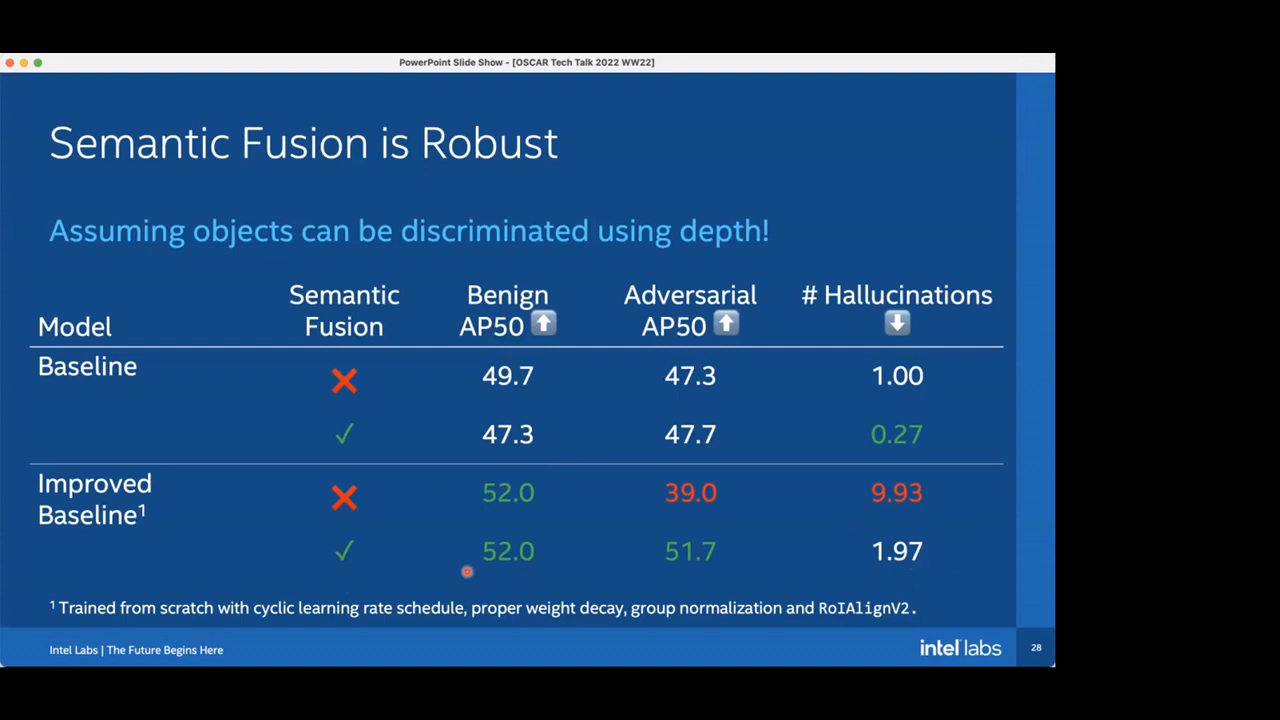 PowerPoint Slide Show - [OSCAR Tech Talk 2022 WW22]
Semantic Fusion is Robust
Assuming objects can be discriminated using depth!
Model Semantic Fusion Benign AP50 Adversarial AP50 # Hallucinations
Baseline 49.7 47.3 1.00
47.3 47.7 0.27
Improved Baseline¹ 52.0 39.0 9.93
52.0 51.7 1.97
¹ Trained from scratch with cyclic learning rate schedule, proper weight decay, group normalization and RoIAlignV2.
Intel Labs | The Future Begins Here
intel labs
28